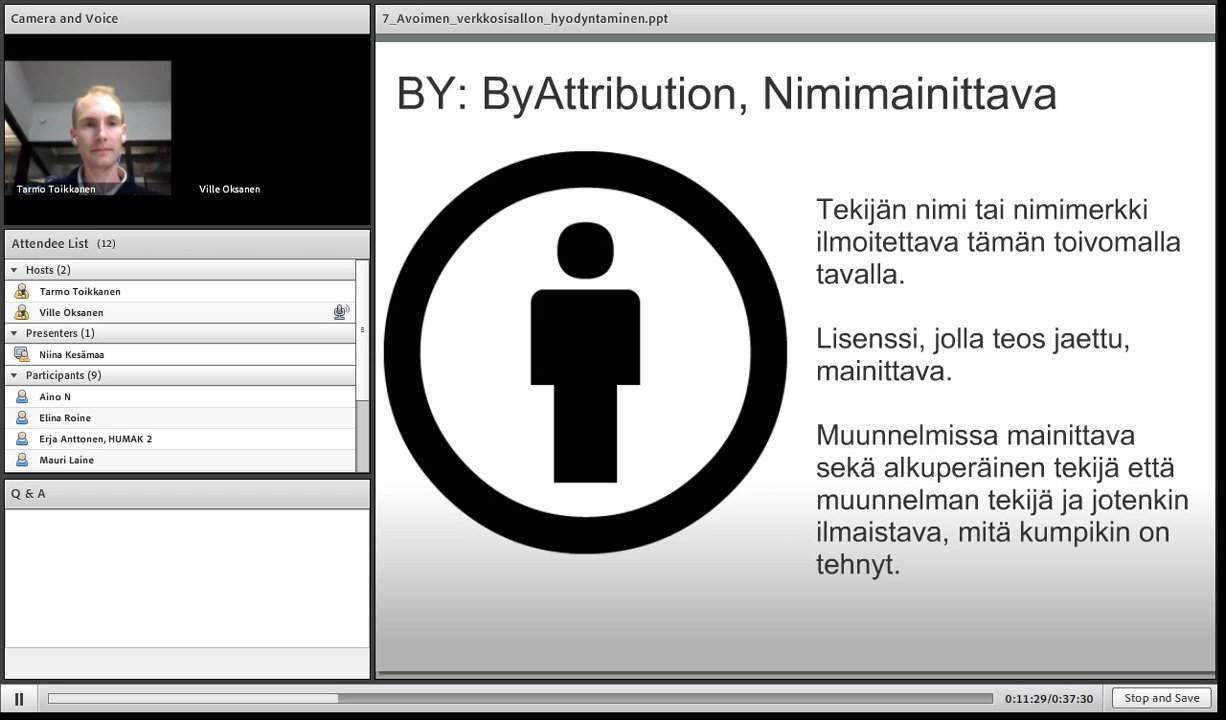 Camera and Voice
Tarmo Toikkanen
Ville Oksanen
Attendee List (12)
Hosts (2)
Tarmo Toikkanen
Ville Oksanen
Presenters (1)
Niina Kesämaa
Participants (9)
Aino N
Elina Roine
Erja Anttonen, HUMAK 2
Mauri Laine
Q & A
7_Avoimen_verkkosisallon_hyodyntaminen.ppt
BY: ByAttribution, Nimimainittava
Tekijän nimi tai nimimerkki
ilmoitettava tämän toivomalla
tavalla.
Lisenssi, jolla teos jaettu,
mainittava.
Muunnelmissa mainittava
sekä alkuperäinen tekijä että
muunnelman tekijä ja jotenkin
ilmaistava, mitä kumpikin on
tehnyt.
0:11:29/0:37:30
Stop and Save